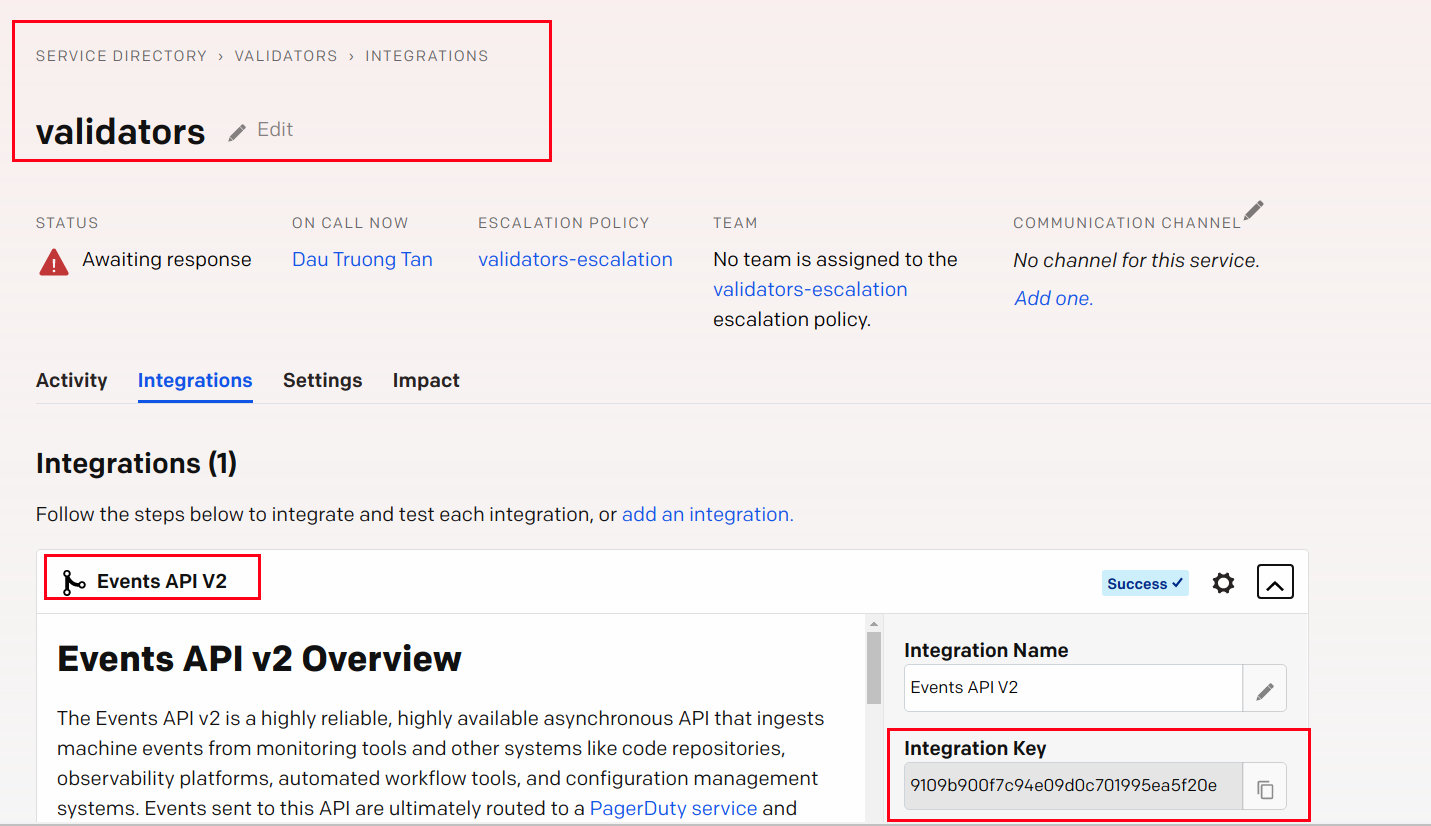 SERVICE DIRECTORY › VALIDATORS › INTEGRATIONS
validators Edit
STATUS
Awaiting response
ON CALL NOW
Dau Truong Tan
ESCALATION POLICY
validators-escalation
TEAM
No team is assigned to the
validators-escalation
escalation policy.
COMMUNICATION CHANNEL
No channel for this service.
Add one.
Activity Integrations Settings Impact
Integrations (1)
Follow the steps below to integrate and test each integration, or add an integration.
Events API V2
Success ✓
Events API v2 Overview
The Events API v2 is a highly reliable, highly available asynchronous API that ingests
machine events from monitoring tools and other systems like code repositories,
observability platforms, automated workflow tools, and configuration management
systems. Events sent to this API are ultimately routed to a PagerDuty service and
Integration Name
Events API V2
Integration Key
9109b900f7c94e09d0c701995ea5f20e